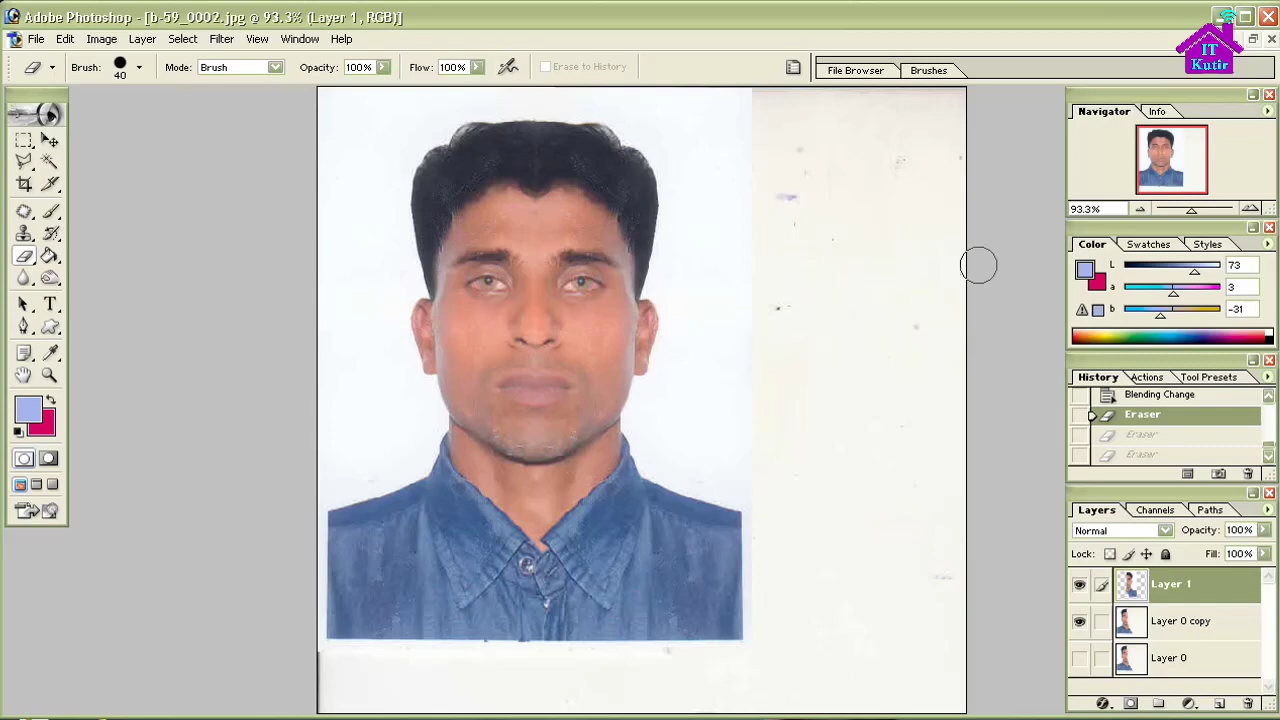 Adobe Photoshop - [b-59_0002.jpg @ 93.3% (Layer 1, RGB)]
File Edit Image Layer Select Filter View Window Help
IT
Kutir
Brush: 40 Mode: Brush Opacity: 100% Flow: 100% Erase to History File Browser Brushes
Navigator Info
93.3%
Color Swatches Styles
L 73
a 3
b -31
History Actions Tool Presets
Blending Change
Eraser
Eraser
Eraser
Layers Channels Paths
Normal Opacity: 100%
Lock: Fill: 100%
Layer 1
Layer 0 copy
Layer 0